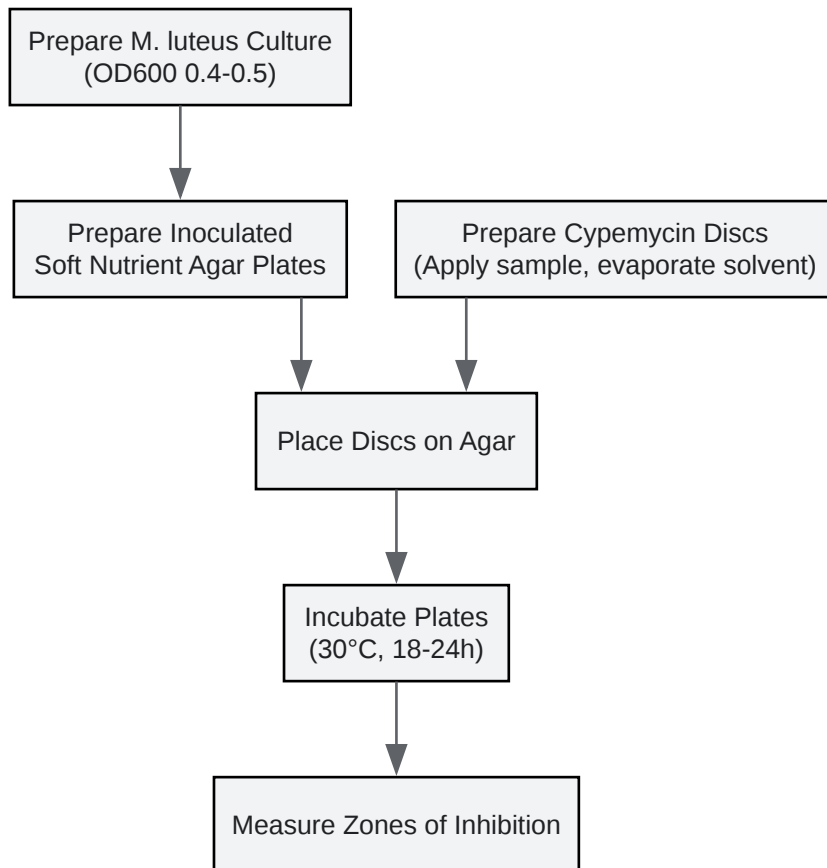 Prepare M. luteus Culture
(OD600 0.4-0.5)
Prepare Inoculated
Soft Nutrient Agar Plates
Prepare Cypemycin Discs
(Apply sample, evaporate solvent)
Place Discs on Agar
Incubate Plates
(30°C, 18-24h)
Measure Zones of Inhibition